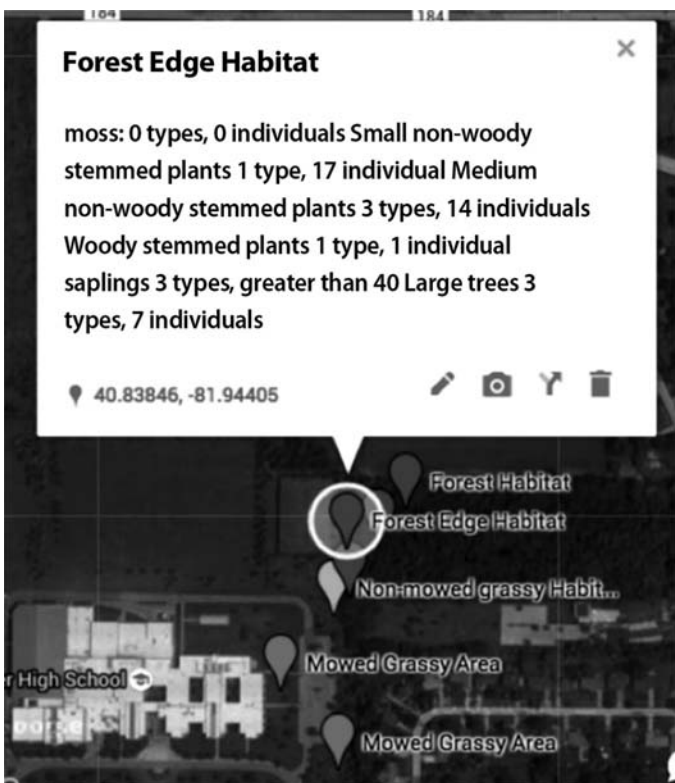 184
184
Forest Edge Habitat
moss: 0 types, 0 individuals Small non-woody
stemmed plants 1 type, 17 individual Medium
non-woody stemmed plants 3 types, 14 individuals
Woody stemmed plants 1 type, 1 individual
saplings 3 types, greater than 40 Large trees 3
types, 7 individuals
40.83846, -81.94405
Forest Habitat
Forest Edge Habitat
Non-mowed grassy Habit...
Mowed Grassy Area
r High School
Mowed Grassy Area